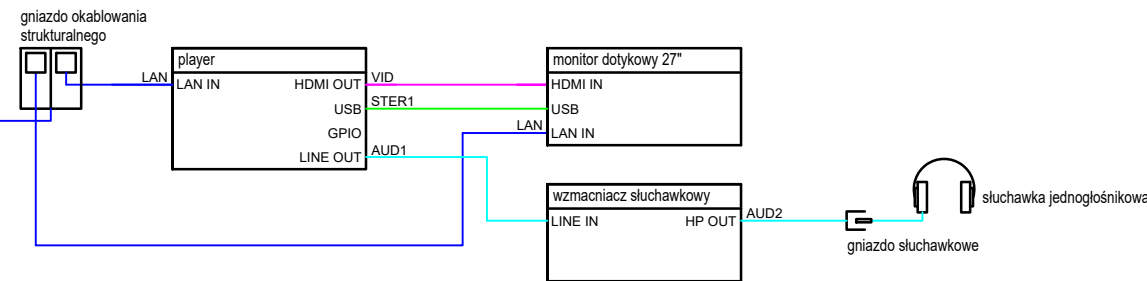 gniazdo okablowania
strukturalnego
player
LAN
LAN IN
HDMI OUT
VID
USB
STER1
GPIO
LINE OUT
AUD1
monitor dotykowy 27"
HDMI IN
USB
LAN
LAN IN
wzmacniacz słuchawkowy
LINE IN
HP OUT
AUD2
gniazdo słuchawkowe
słuchawka jednogłośnikowa